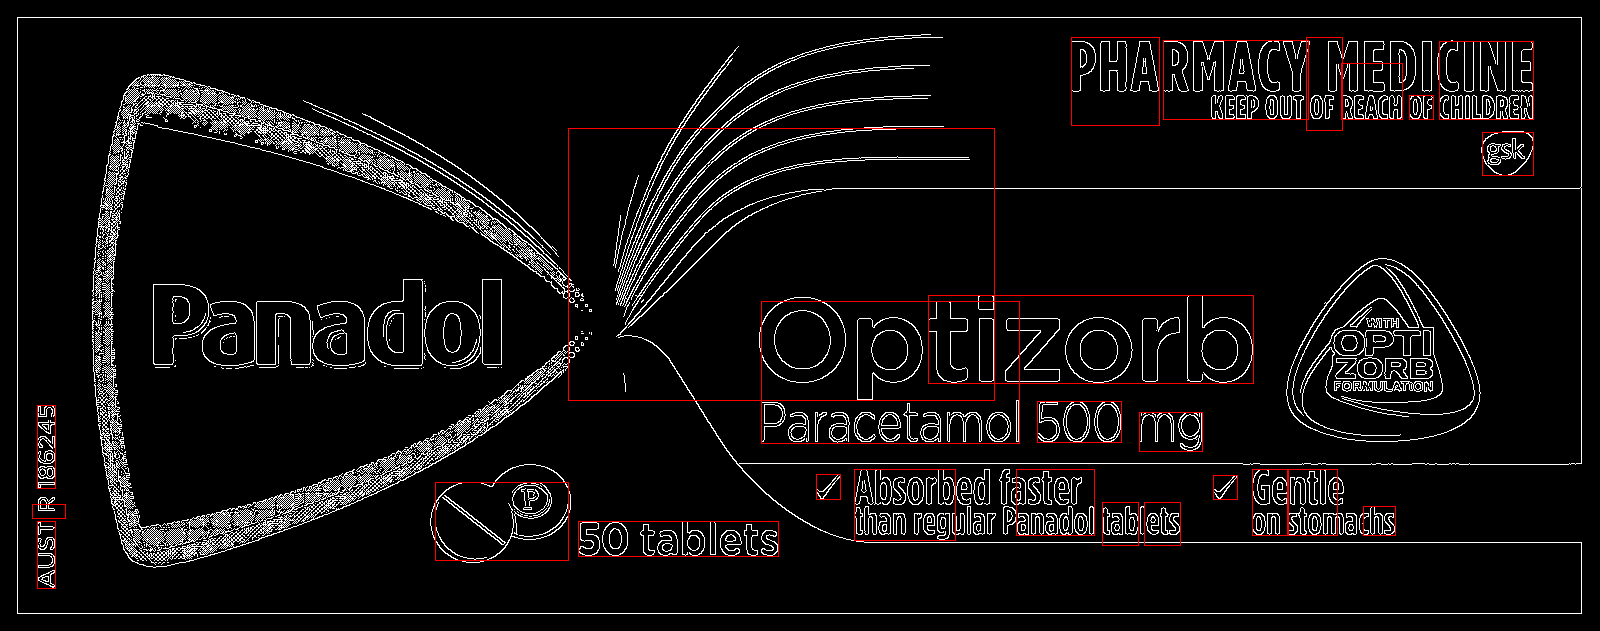 PHARMACY MEDICINE
KEEP OUT OF REACH OF CHILDREN
gsk
Panadol
Optizorb
Paracetamol 500 mg
WITH
OPTI
ZORB
FORMULATION
Absorbed faster
than regular Panadol tablets
Gentle
on stomachs
P
50 tablets
AUST R 186245